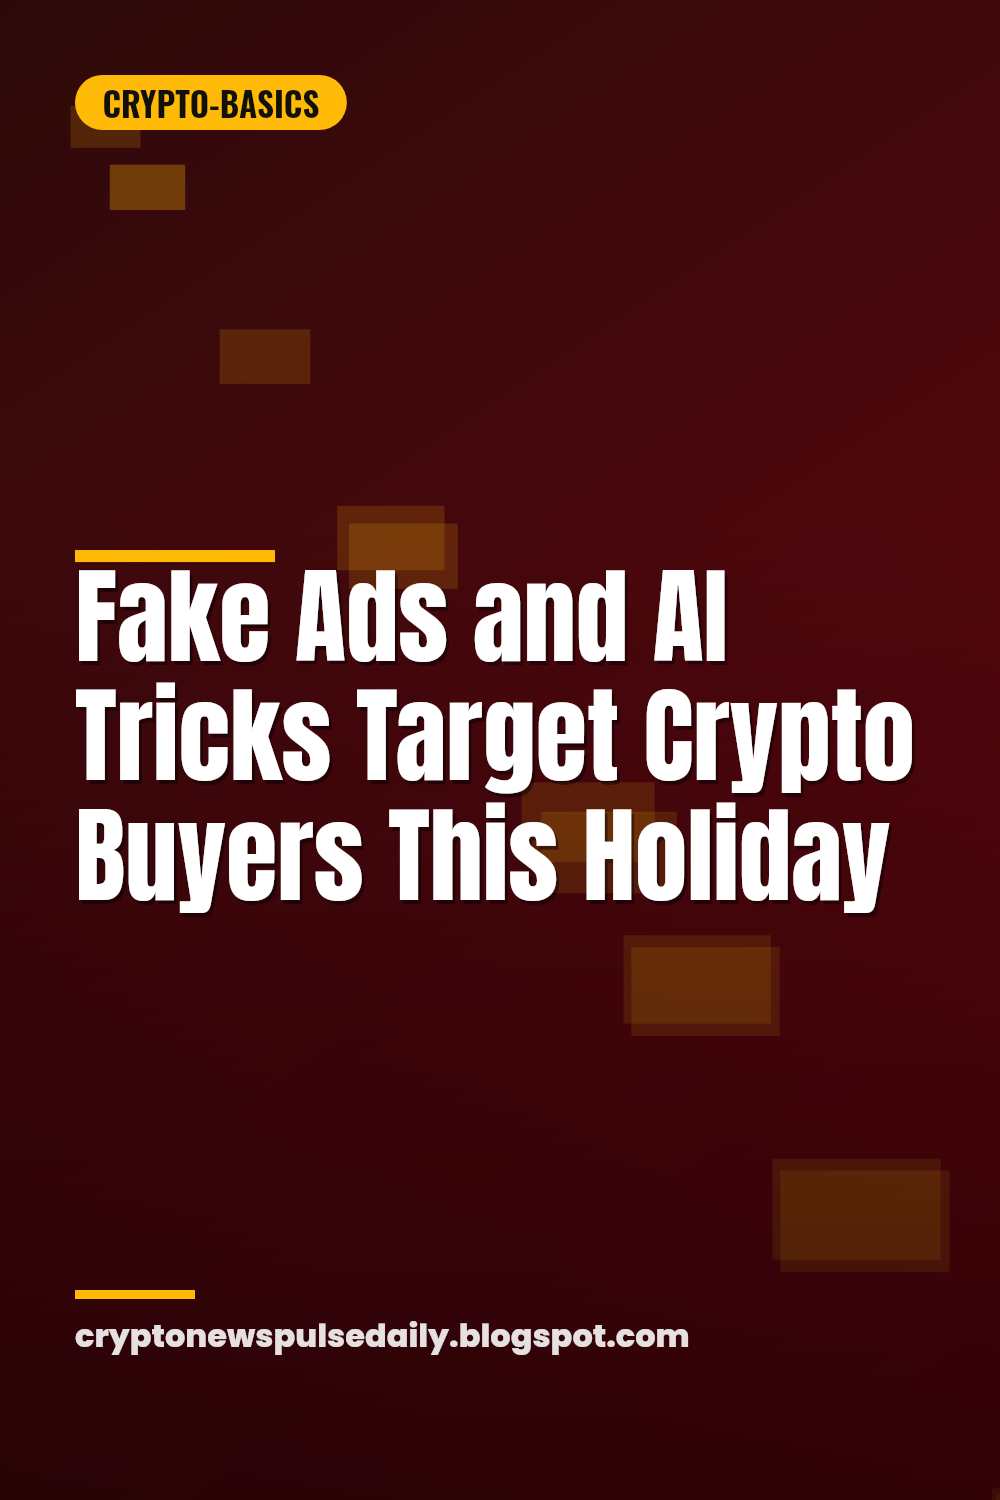 CRYPTO-BASICS
Fake Ads and AI
Tricks Target Crypto
Buyers This Holiday
cryptonewspulsedaily.blogspot.com